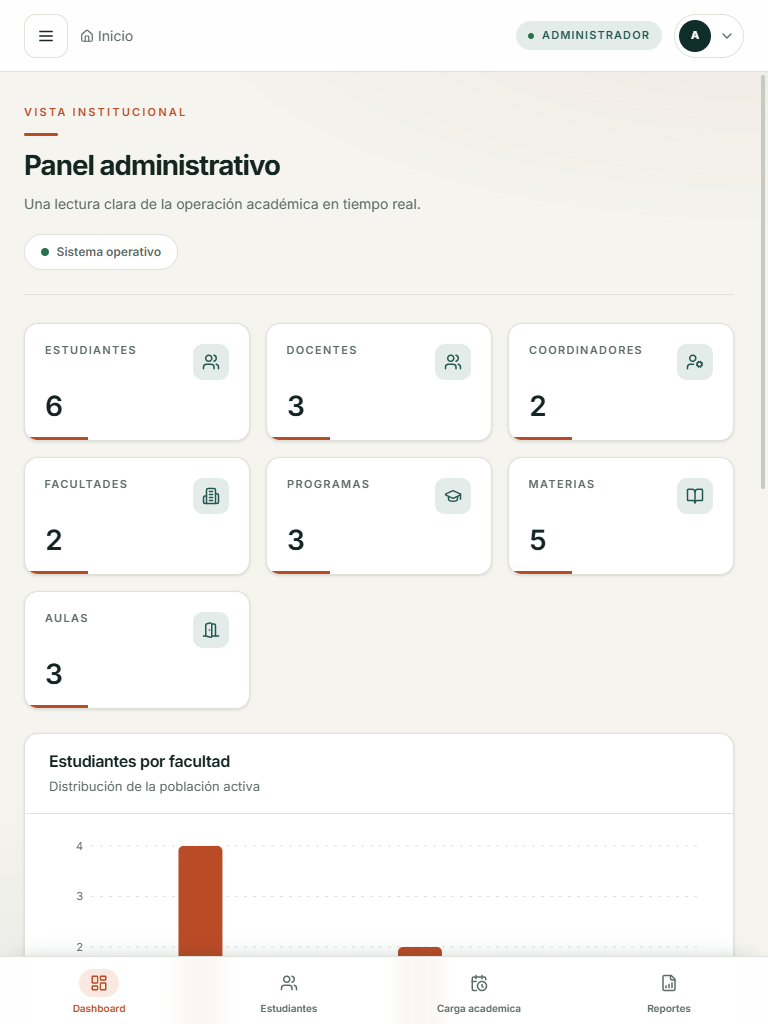 Inicio
ADMINISTRADOR
A
VISTA INSTITUCIONAL
Panel administrativo
Una lectura clara de la operación académica en tiempo real.
Sistema operativo
ESTUDIANTES
6
DOCENTES
3
COORDINADORES
2
FACULTADES
2
PROGRAMAS
3
MATERIAS
5
AULAS
3
Estudiantes por facultad
Distribución de la población activa
4
3
2
Dashboard
Estudiantes
Carga academica
Reportes